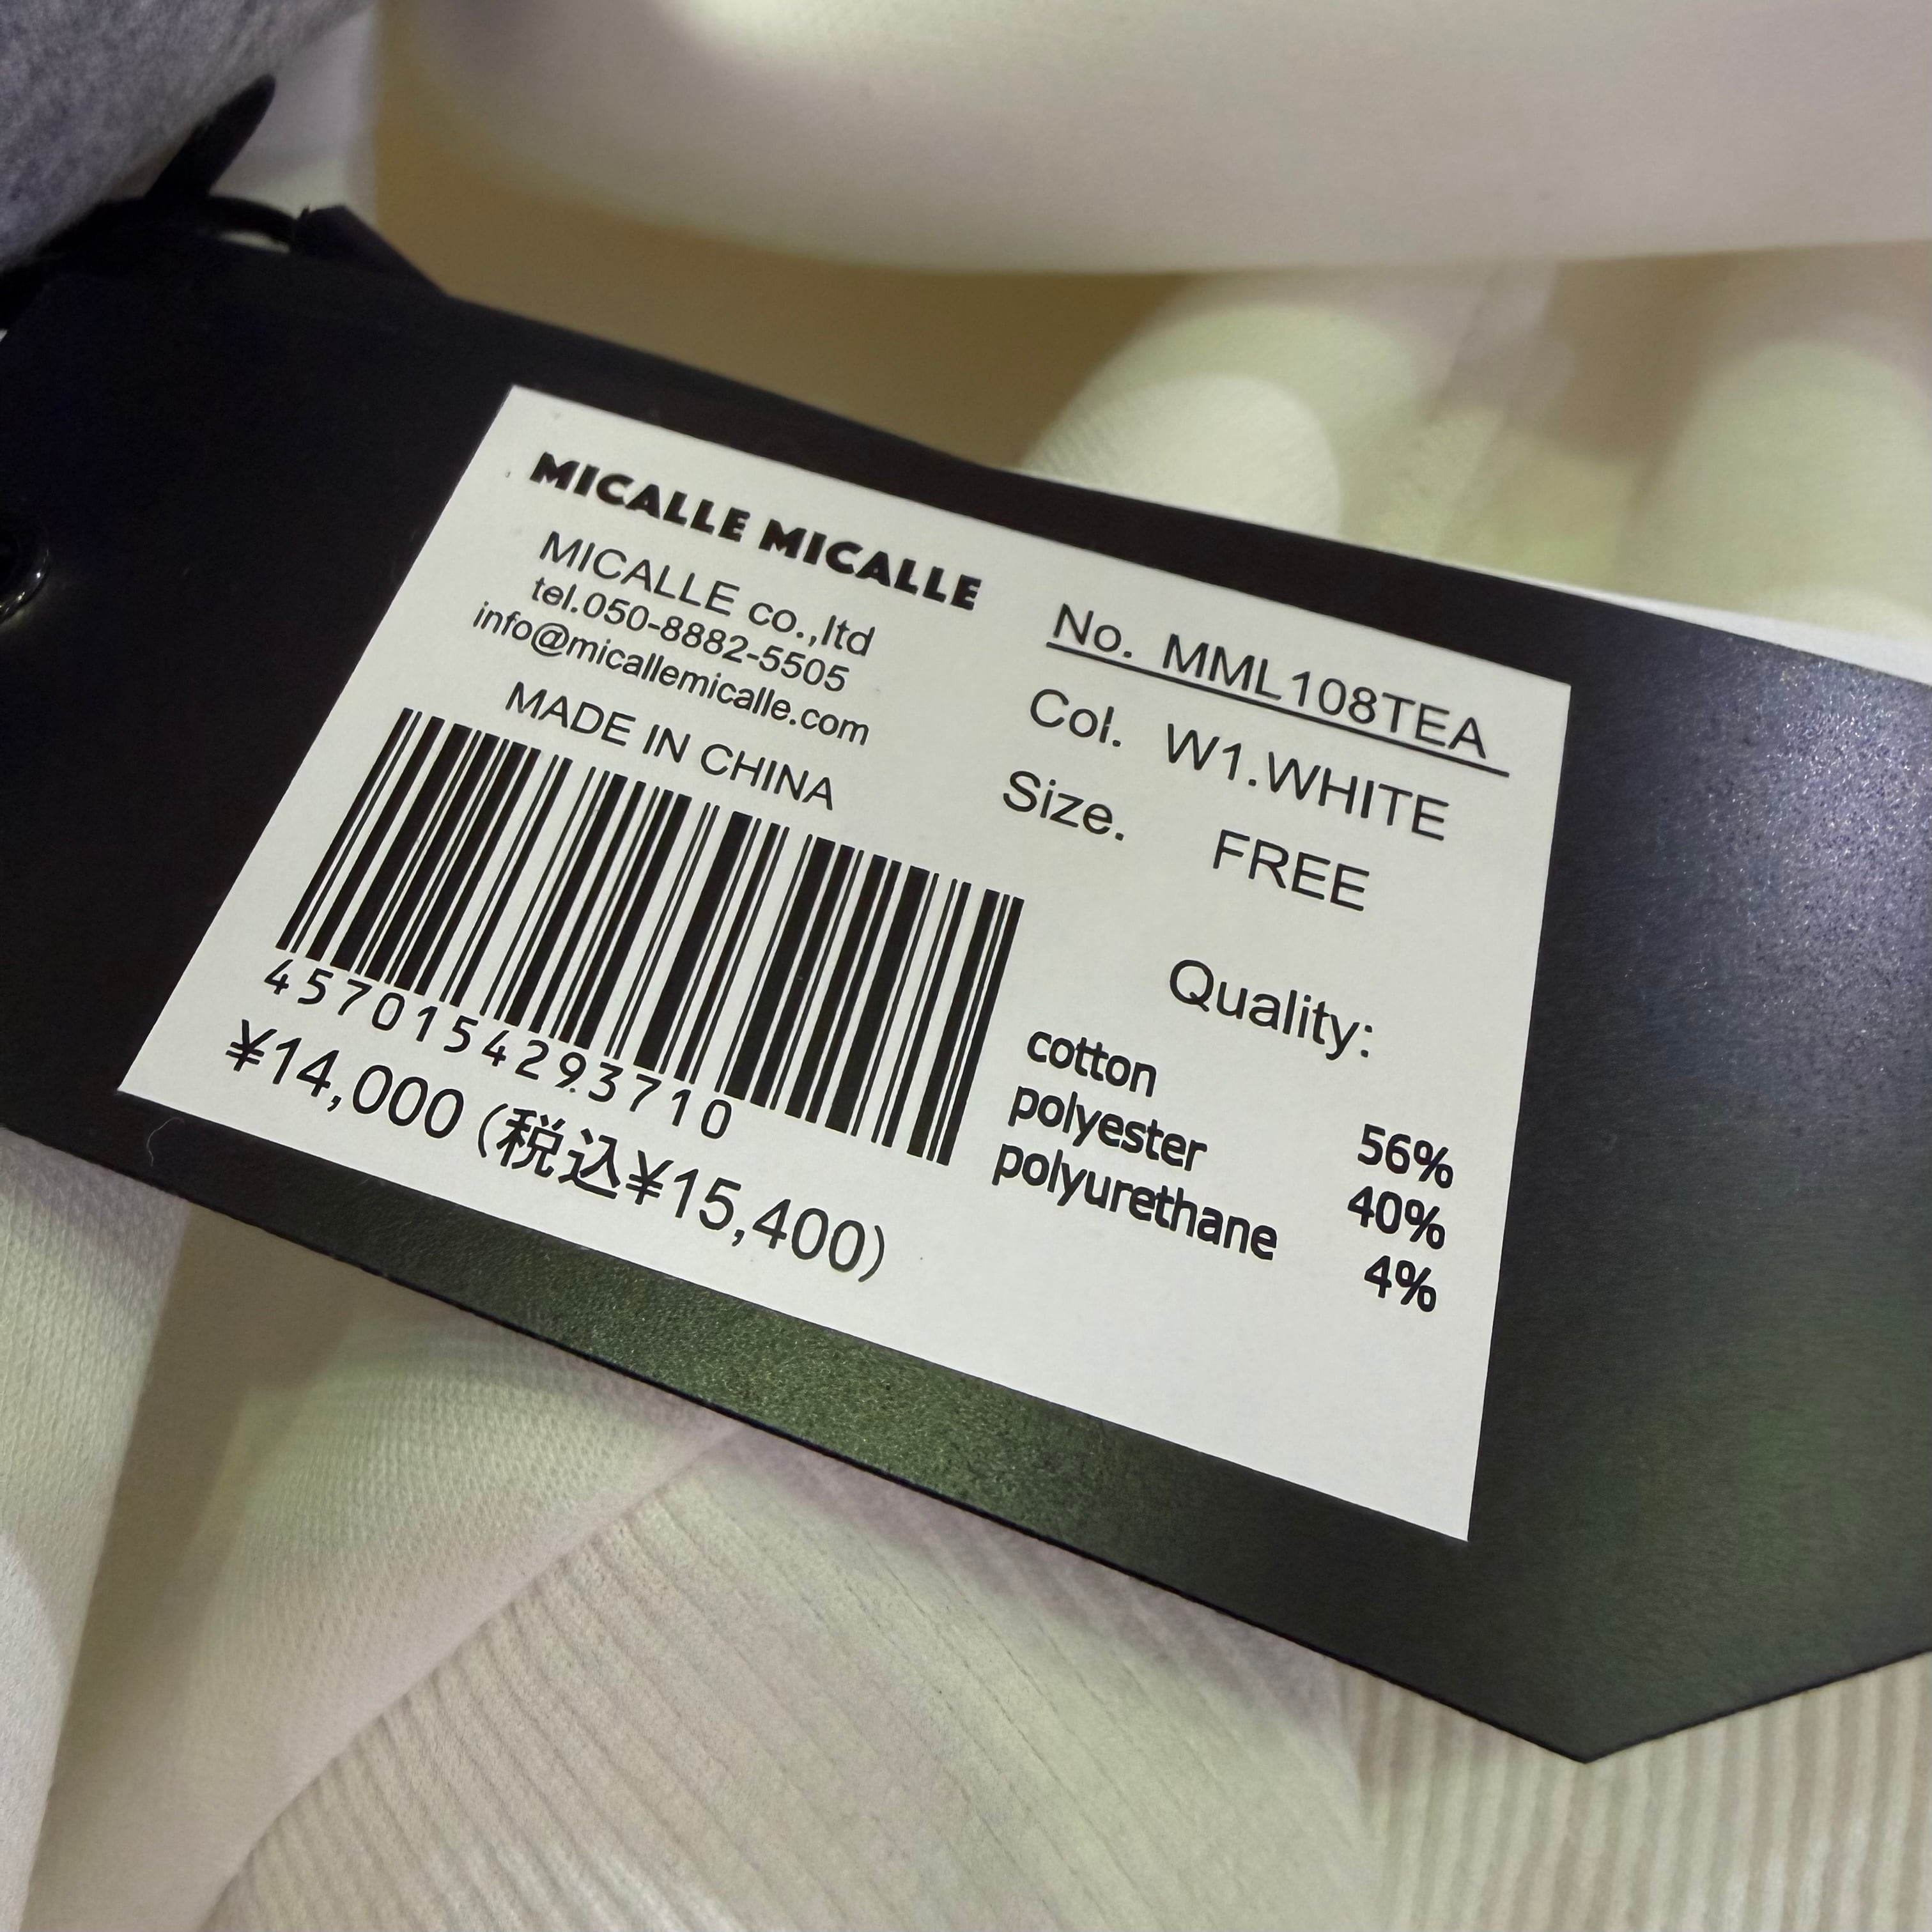 MICALLE MICALLE
MICALLE co.,ltd
tel.050-8882-5505
info@micallemicalle.com
MADE IN CHINA
4570154293710
¥14,000 (税込¥15,400)
No. MML108TEA
Col. W1.WHITE
Size. FREE
Quality:
cotton 56%
polyester 40%
polyurethane 4%